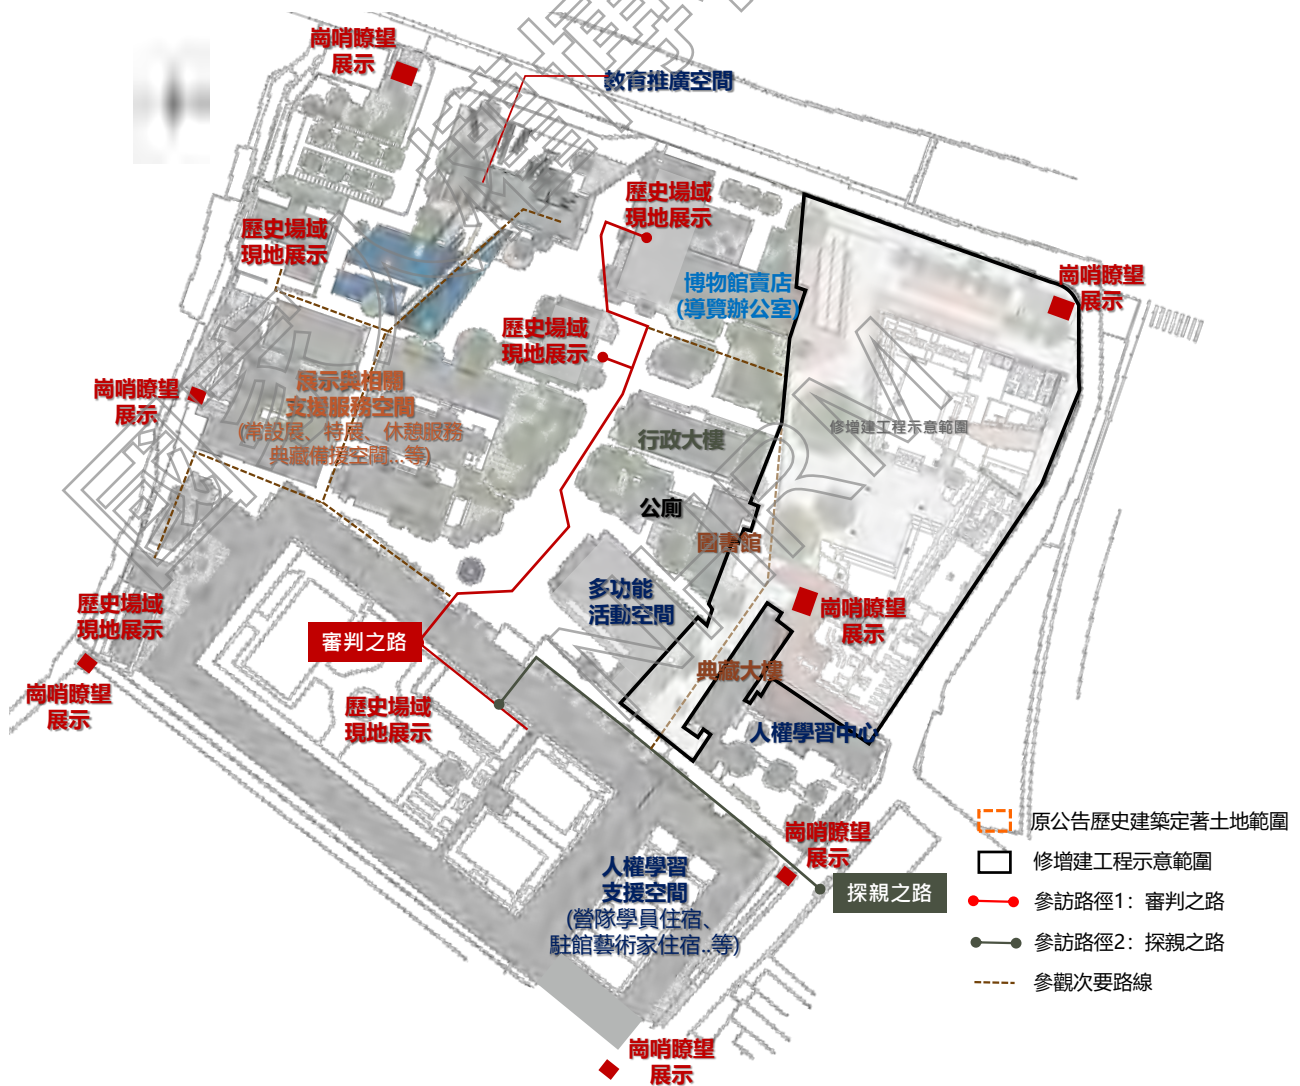 崗哨瞭望
展示
教育推廣空間
歷史場域
現地展示
歷史場域
現地展示
博物館賣店
(導覽辦公室)
崗哨瞭望
展示
歷史場域
現地展示
崗哨瞭望
展示
展示與相關
支援服務空間
(常設展、特展、休憩服務
典藏備援空間...等)
行政大樓
修增建工程示意範圍
公廁
圖書館
多功能
活動空間
崗哨瞭望
展示
歷史場域
現地展示
審判之路
典藏大樓
崗哨瞭望
展示
歷史場域
現地展示
人權學習中心
崗哨瞭望
展示
人權學習
支援空間
(營隊學員住宿、
駐館藝術家住宿..等)
探親之路
崗哨瞭望
展示
原公告歷史建築定著土地範圍
修增建工程示意範圍
參訪路徑1：審判之路
參訪路徑2：探親之路
參觀次要路線